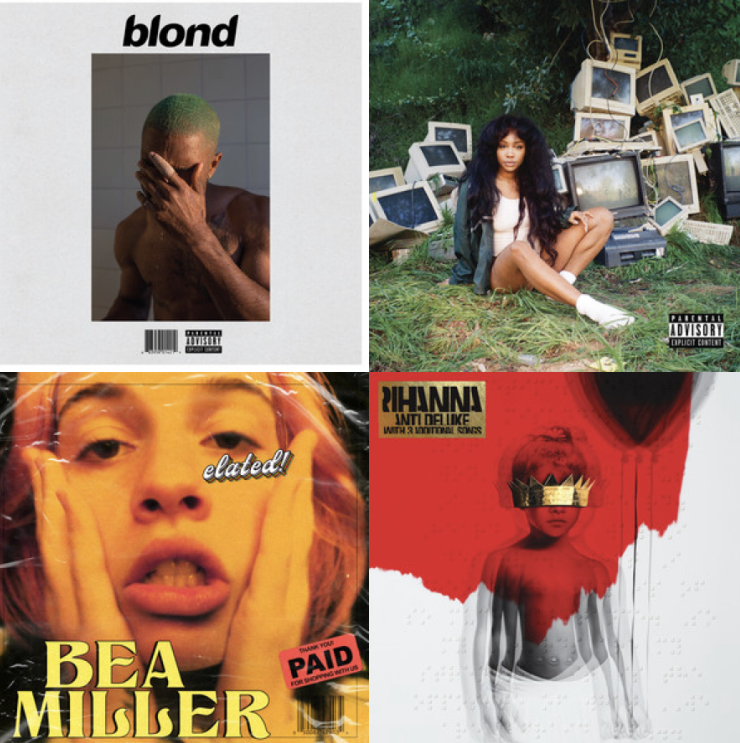 blond
PARENTAL
ADVISORY
EXPLICIT CONTENT
PARENTAL
ADVISORY
EXPLICIT CONTENT
elated!
BEA
MILLER
THANK YOU!
PAID
FOR SHOPPING WITH US
RIHANNA
ANTI DELUXE
WITH 3 ADDITIONAL SONGS